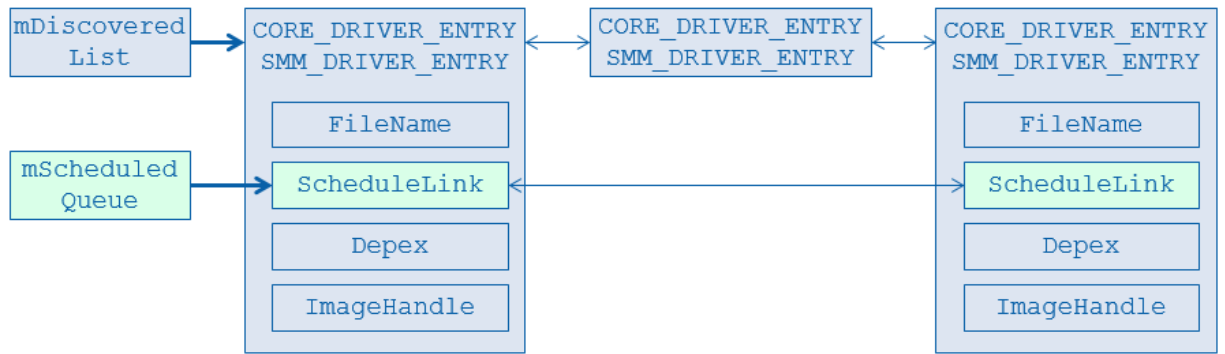 mDiscovered
List
CORE_DRIVER_ENTRY
SMM_DRIVER_ENTRY
CORE_DRIVER_ENTRY
SMM_DRIVER_ENTRY
CORE_DRIVER_ENTRY
SMM_DRIVER_ENTRY
mScheduled
Queue
FileName
ScheduleLink
Depex
ImageHandle
FileName
ScheduleLink
Depex
ImageHandle